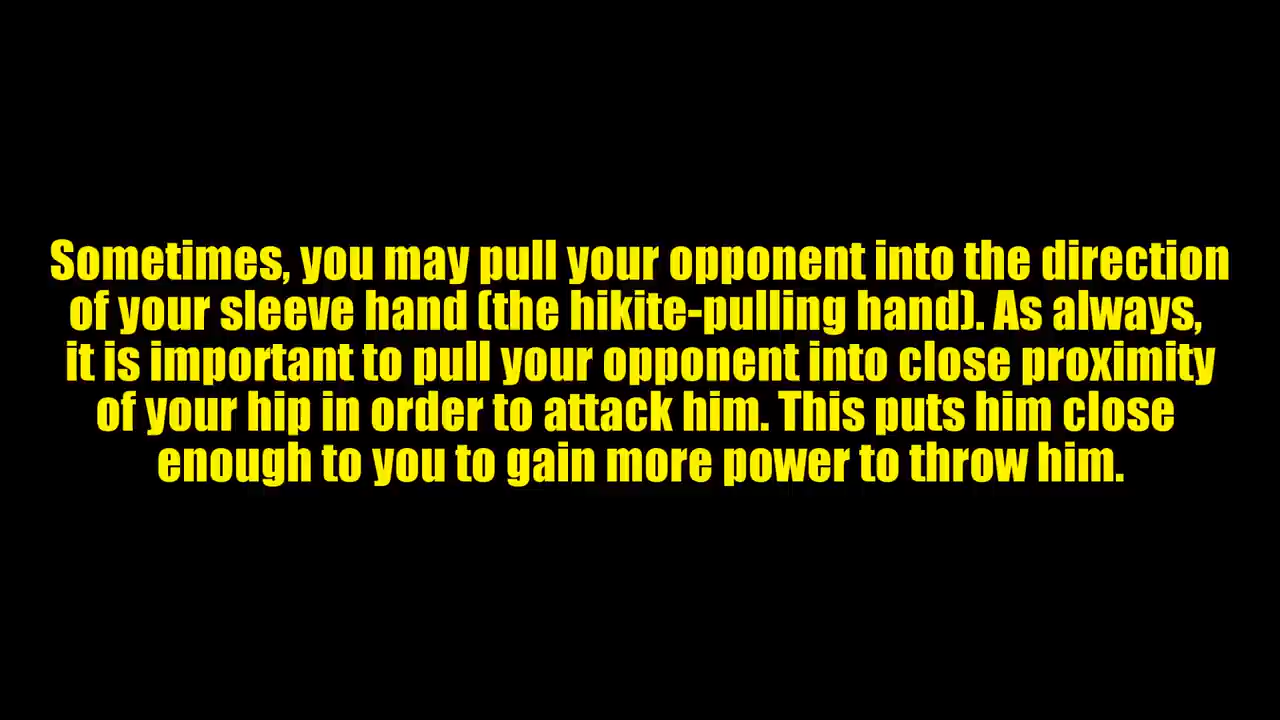 Sometimes, you may pull your opponent into the direction
of your sleeve hand (the hikite-pulling hand). As always,
it is important to pull your opponent into close proximity
of your hip in order to attack him. This puts him close
enough to you to gain more power to throw him.